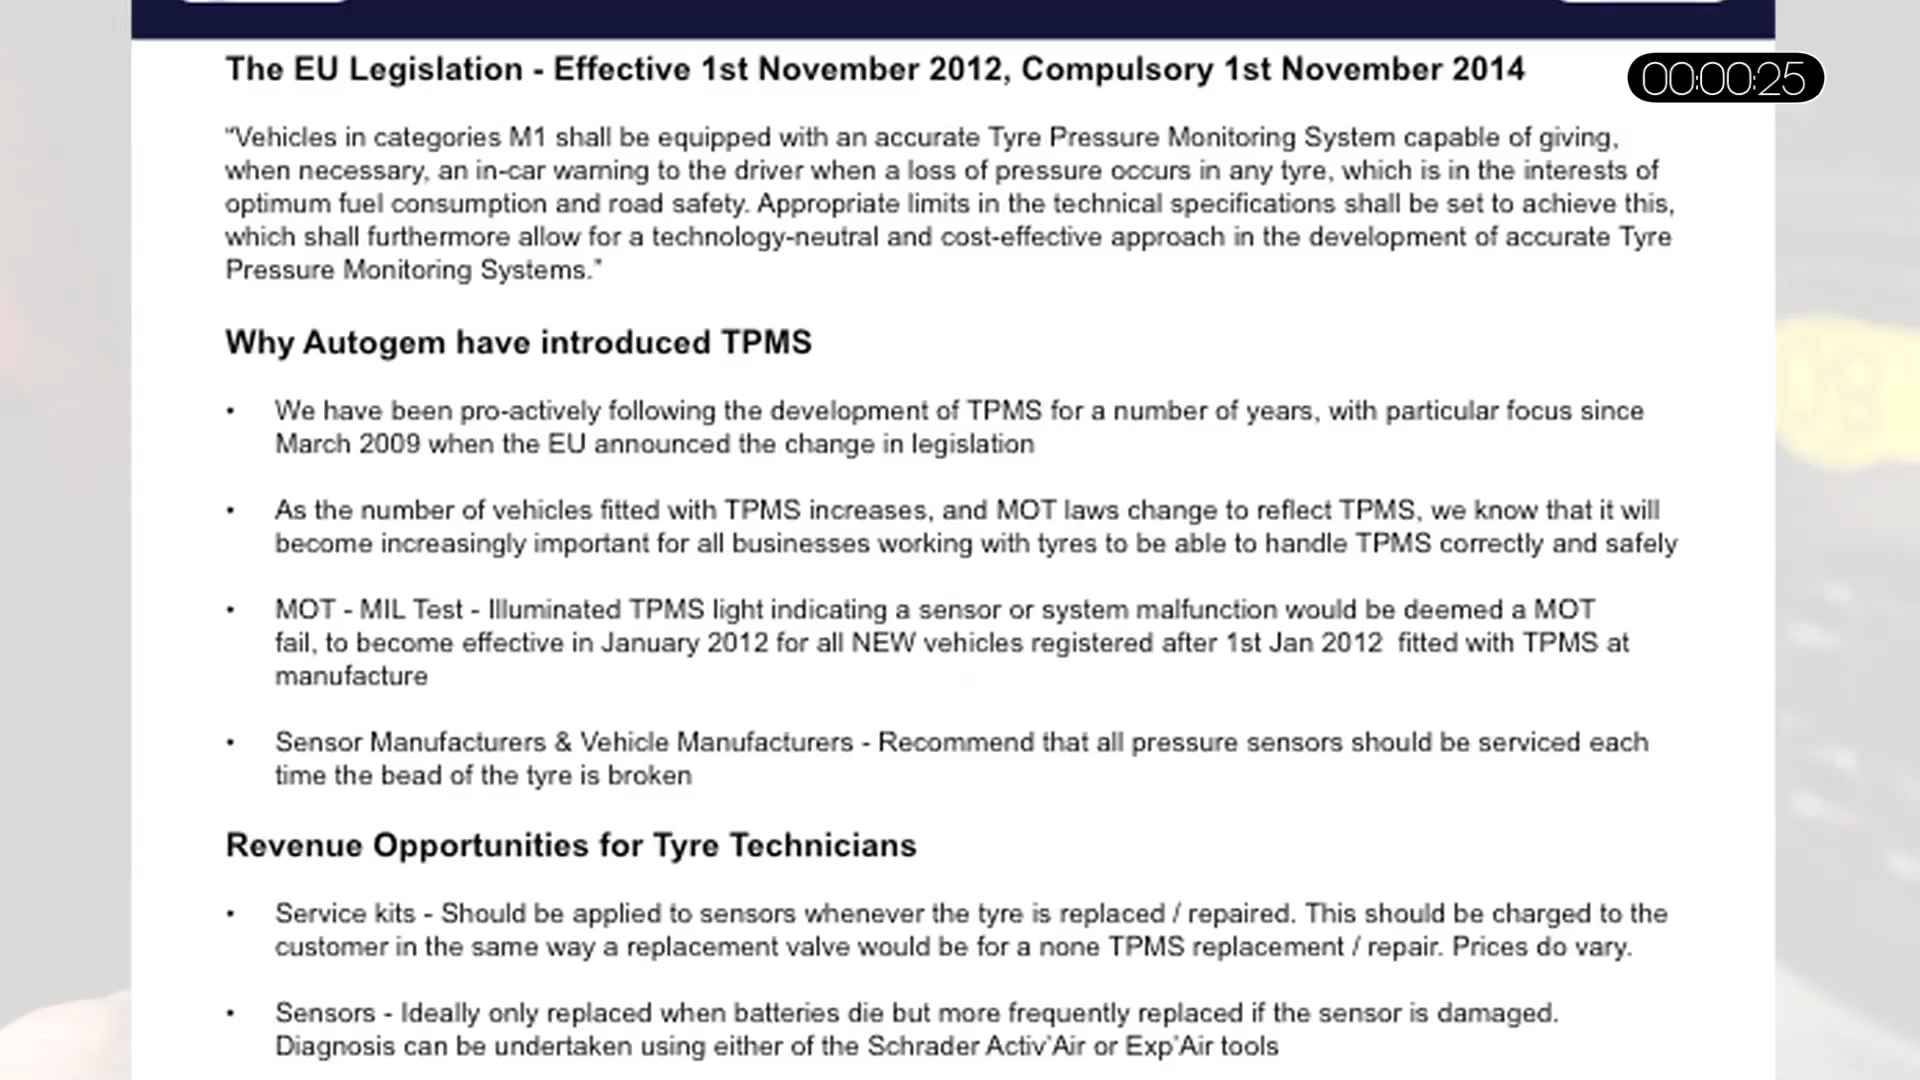 The EU Legislation - Effective 1st November 2012, Compulsory 1st November 2014
00:00:25
"Vehicles in categories M1 shall be equipped with an accurate Tyre Pressure Monitoring System capable of giving,
when necessary, an in-car warning to the driver when a loss of pressure occurs in any tyre, which is in the interests of
optimum fuel consumption and road safety. Appropriate limits in the technical specifications shall be set to achieve this,
which shall furthermore allow for a technology-neutral and cost-effective approach in the development of accurate Tyre
Pressure Monitoring Systems."
Why Autogem have introduced TPMS
• We have been pro-actively following the development of TPMS for a number of years, with particular focus since
March 2009 when the EU announced the change in legislation
• As the number of vehicles fitted with TPMS increases, and MOT laws change to reflect TPMS, we know that it will
become increasingly important for all businesses working with tyres to be able to handle TPMS correctly and safely
• MOT - MIL Test - Illuminated TPMS light indicating a sensor or system malfunction would be deemed a MOT
fail, to become effective in January 2012 for all NEW vehicles registered after 1st Jan 2012 fitted with TPMS at
manufacture
• Sensor Manufacturers & Vehicle Manufacturers - Recommend that all pressure sensors should be serviced each
time the bead of the tyre is broken
Revenue Opportunities for Tyre Technicians
• Service kits - Should be applied to sensors whenever the tyre is replaced / repaired. This should be charged to the
customer in the same way a replacement valve would be for a none TPMS replacement / repair. Prices do vary.
• Sensors - Ideally only replaced when batteries die but more frequently replaced if the sensor is damaged.
Diagnosis can be undertaken using either of the Schrader Activ'Air or Exp'Air tools